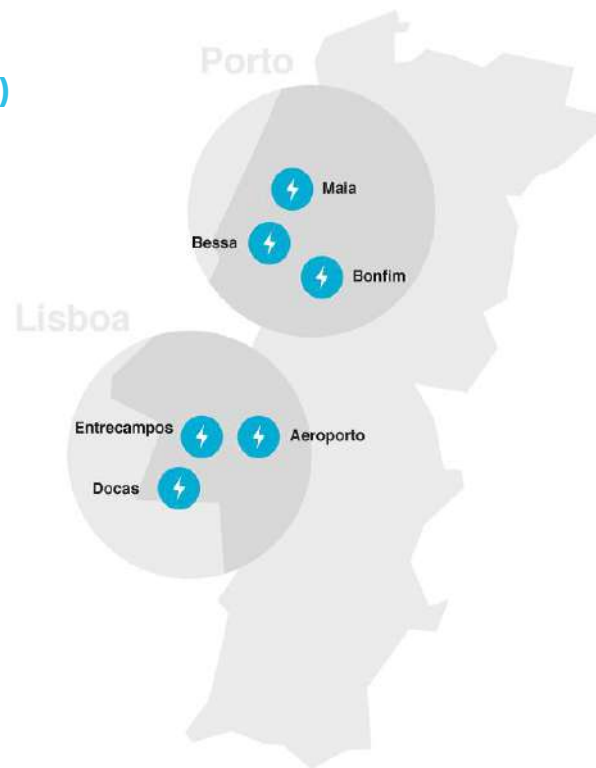 Porto
)
Maia
Bessa
Bonfim
Lisboa
Entrecampos
Aeroporto
Docas